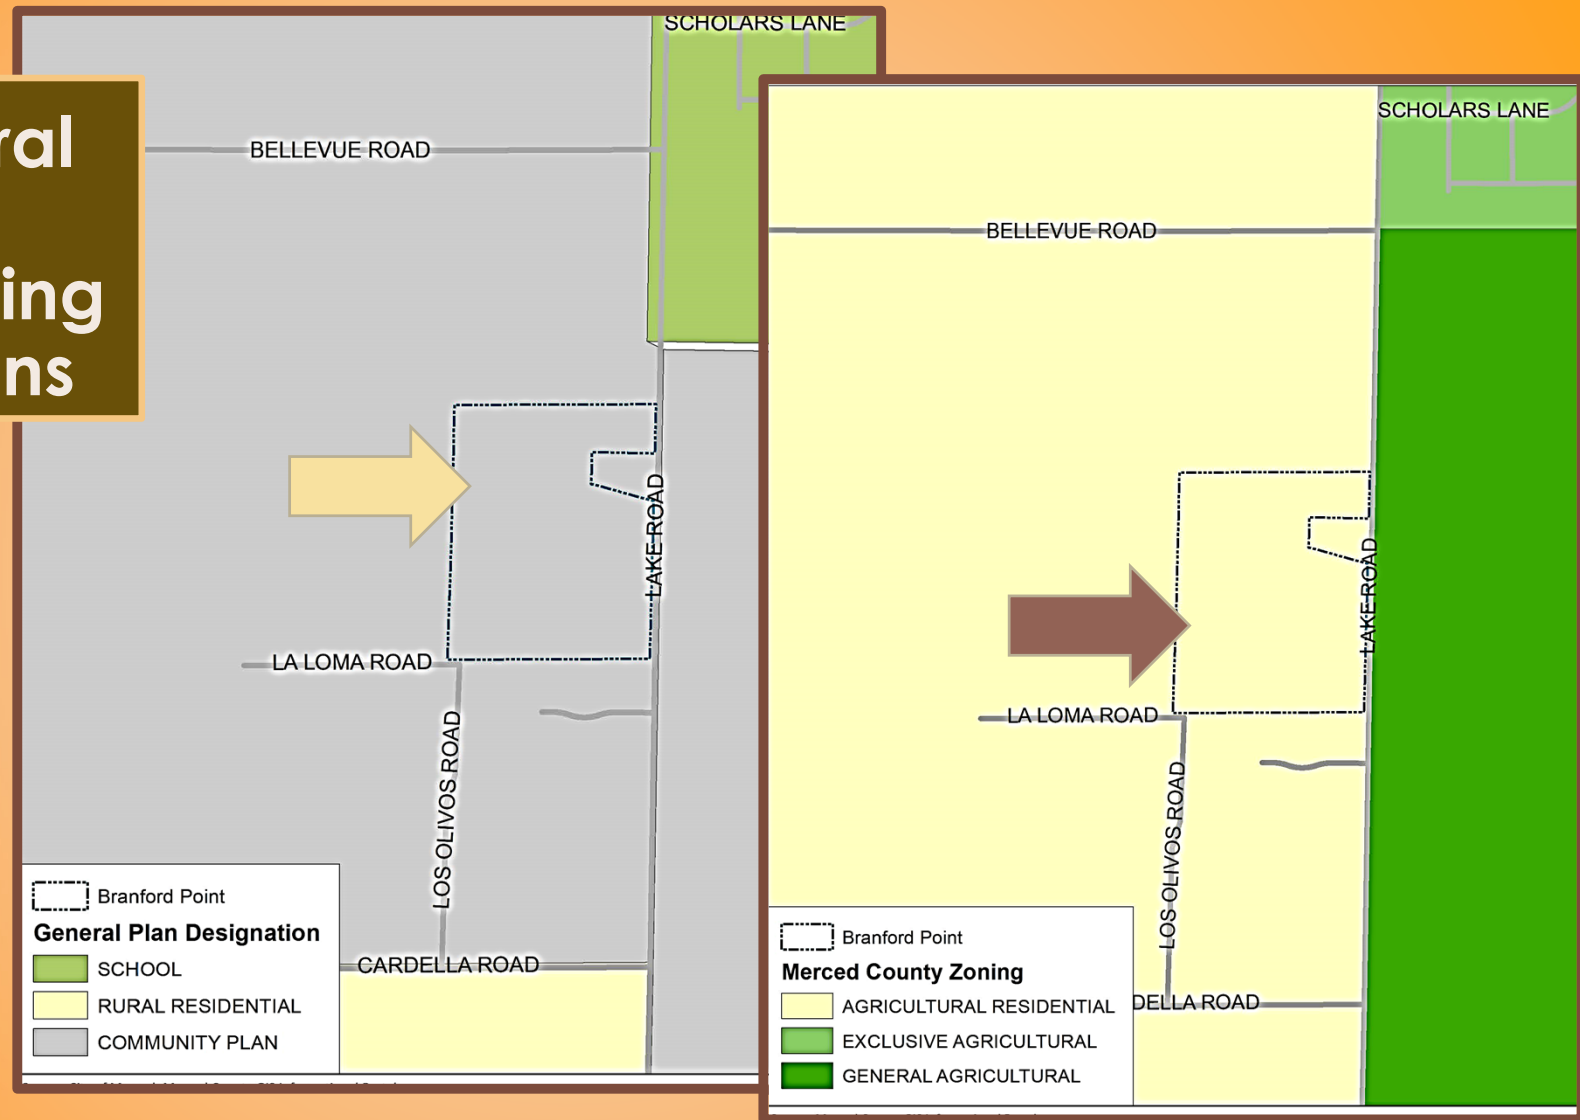 SCHOLARS LANE
BELLEVUE ROAD
LAKE ROAD
LA LOMA ROAD
LOS OLIVOS ROAD
CARDELLA ROAD
Branford Point
General Plan Designation
SCHOOL
RURAL RESIDENTIAL
COMMUNITY PLAN
SCHOLARS LANE
BELLEVUE ROAD
LAKE ROAD
LA LOMA ROAD
LOS OLIVOS ROAD
DELLA ROAD
Branford Point
Merced County Zoning
AGRICULTURAL RESIDENTIAL
EXCLUSIVE AGRICULTURAL
GENERAL AGRICULTURAL
ral
ing
ns